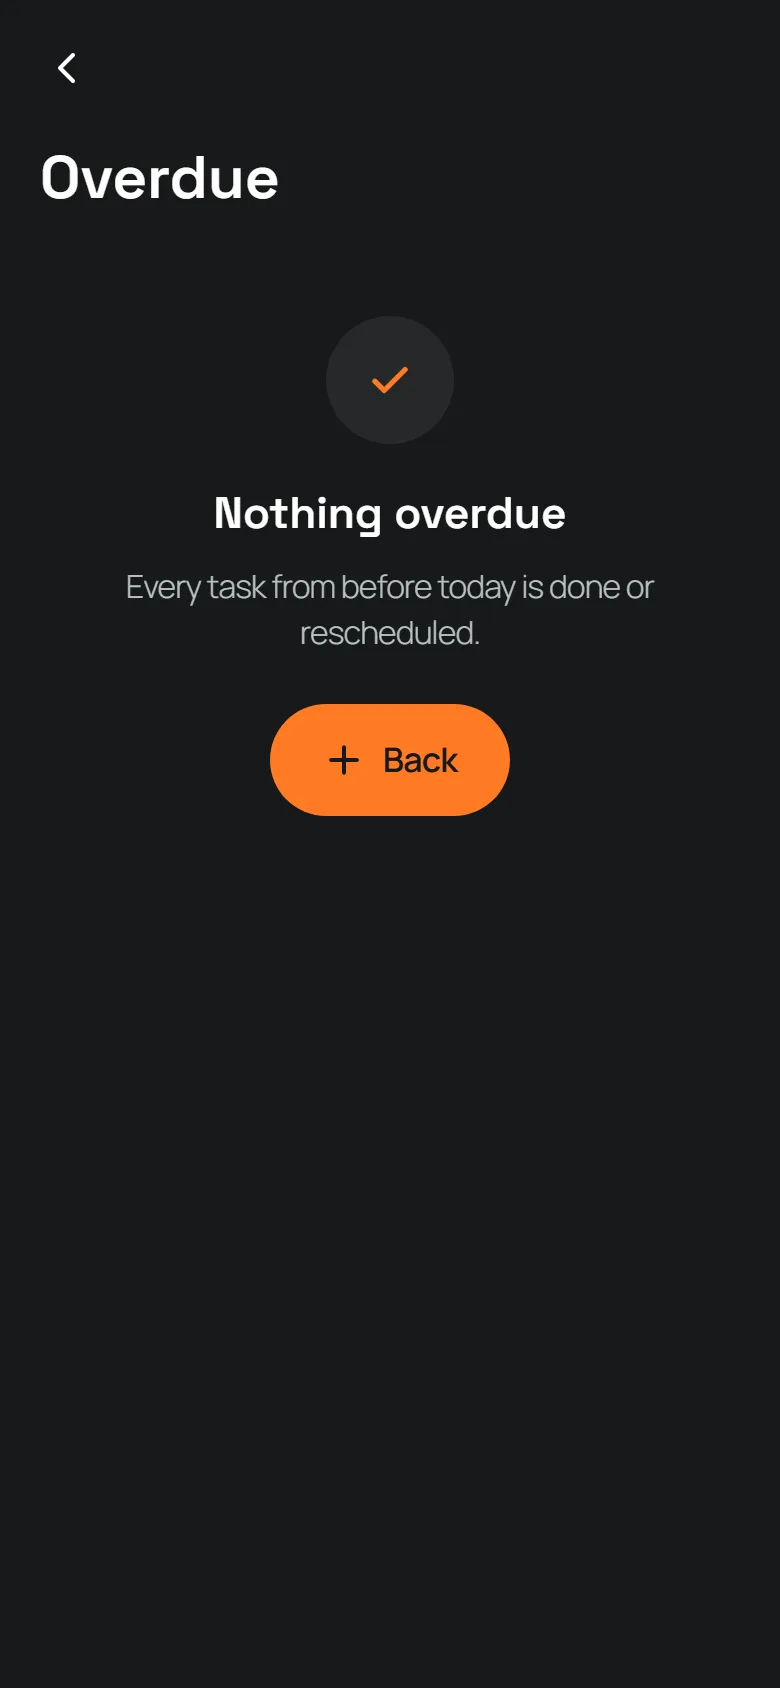 Overdue
Nothing overdue
Every task from before today is done or
rescheduled.
Back